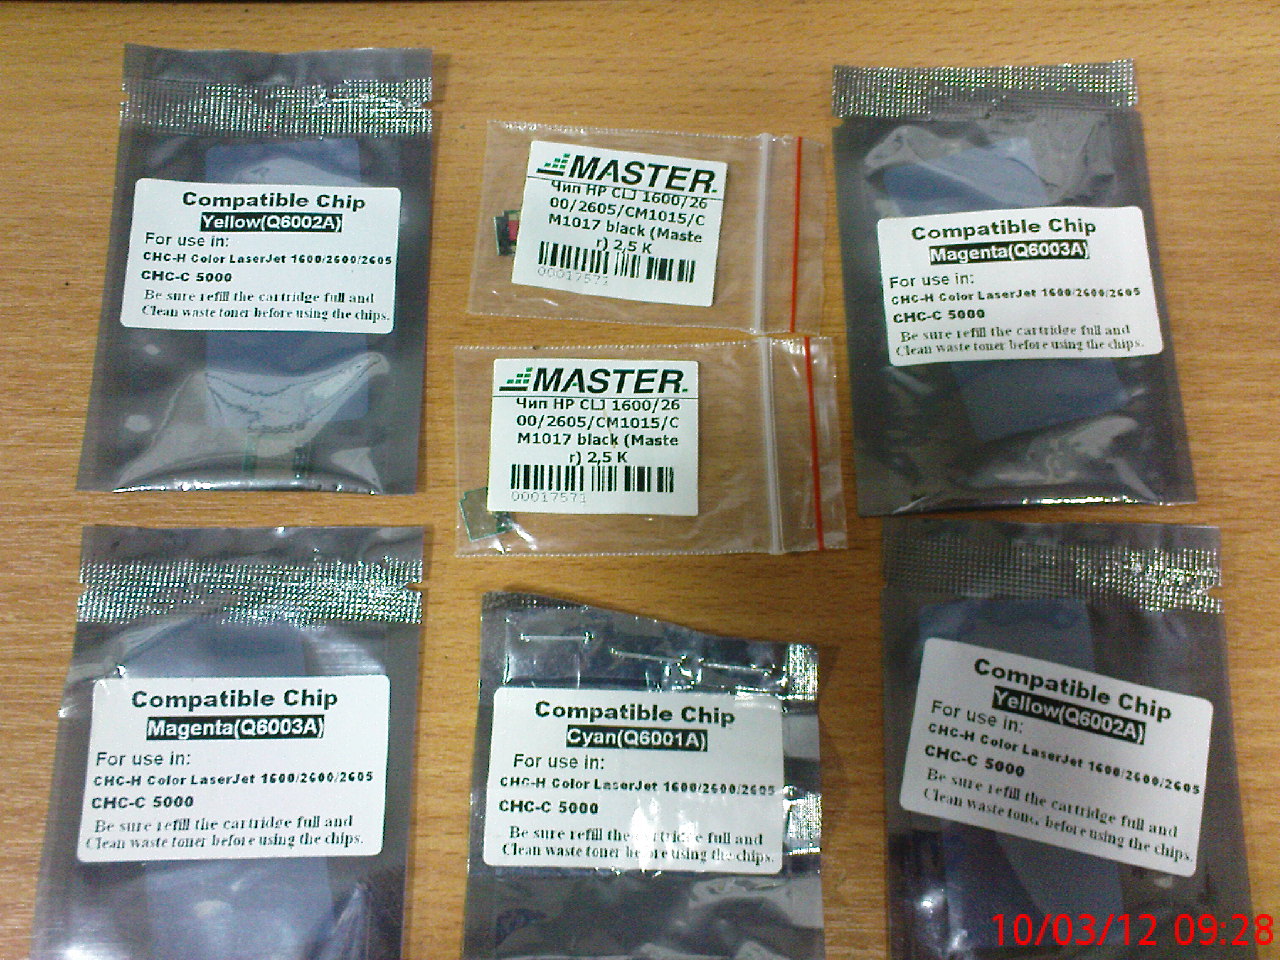 Compatible Chip
Yellow(Q6002A)
For use in:
CHC-H Color LaserJet 1600/2600/2605
CHC-C 5000
Be sure refill the cartridge full and
Clean waste toner before using the chips.
MASTER
Чип HP CLJ 1600/26
00/2605/CM1015/C
M1017 black (Maste
r) 2,5 K
00017571
Compatible Chip
Magenta(Q6003A)
For use in:
CHC-H Color LaserJet 1600/2600/2605
CHC-C 5000
Be sure refill the cartridge full and
Clean waste toner before using the chips.
MASTER
Чип HP CLJ 1600/26
00/2605/CM1015/C
M1017 black (Maste
r) 2,5 K
00017571
Compatible Chip
Magenta(Q6003A)
For use in:
CHC-H Color LaserJet 1600/2600/2605
CHC-C 5000
Be sure refill the cartridge full and
Clean waste toner before using the chips.
Compatible Chip
Cyan(Q6001A)
For use in:
CHC-H Color LaserJet 1600/2600/2605
CHC-C 5000
Be sure refill the cartridge full and
Clean waste toner before using the chips.
Compatible Chip
Yellow(Q6002A)
For use in:
CHC-H Color LaserJet 1600/2600/2605
CHC-C 5000
Be sure refill the cartridge full and
Clean waste toner before using the chips.
10/03/12 09:28